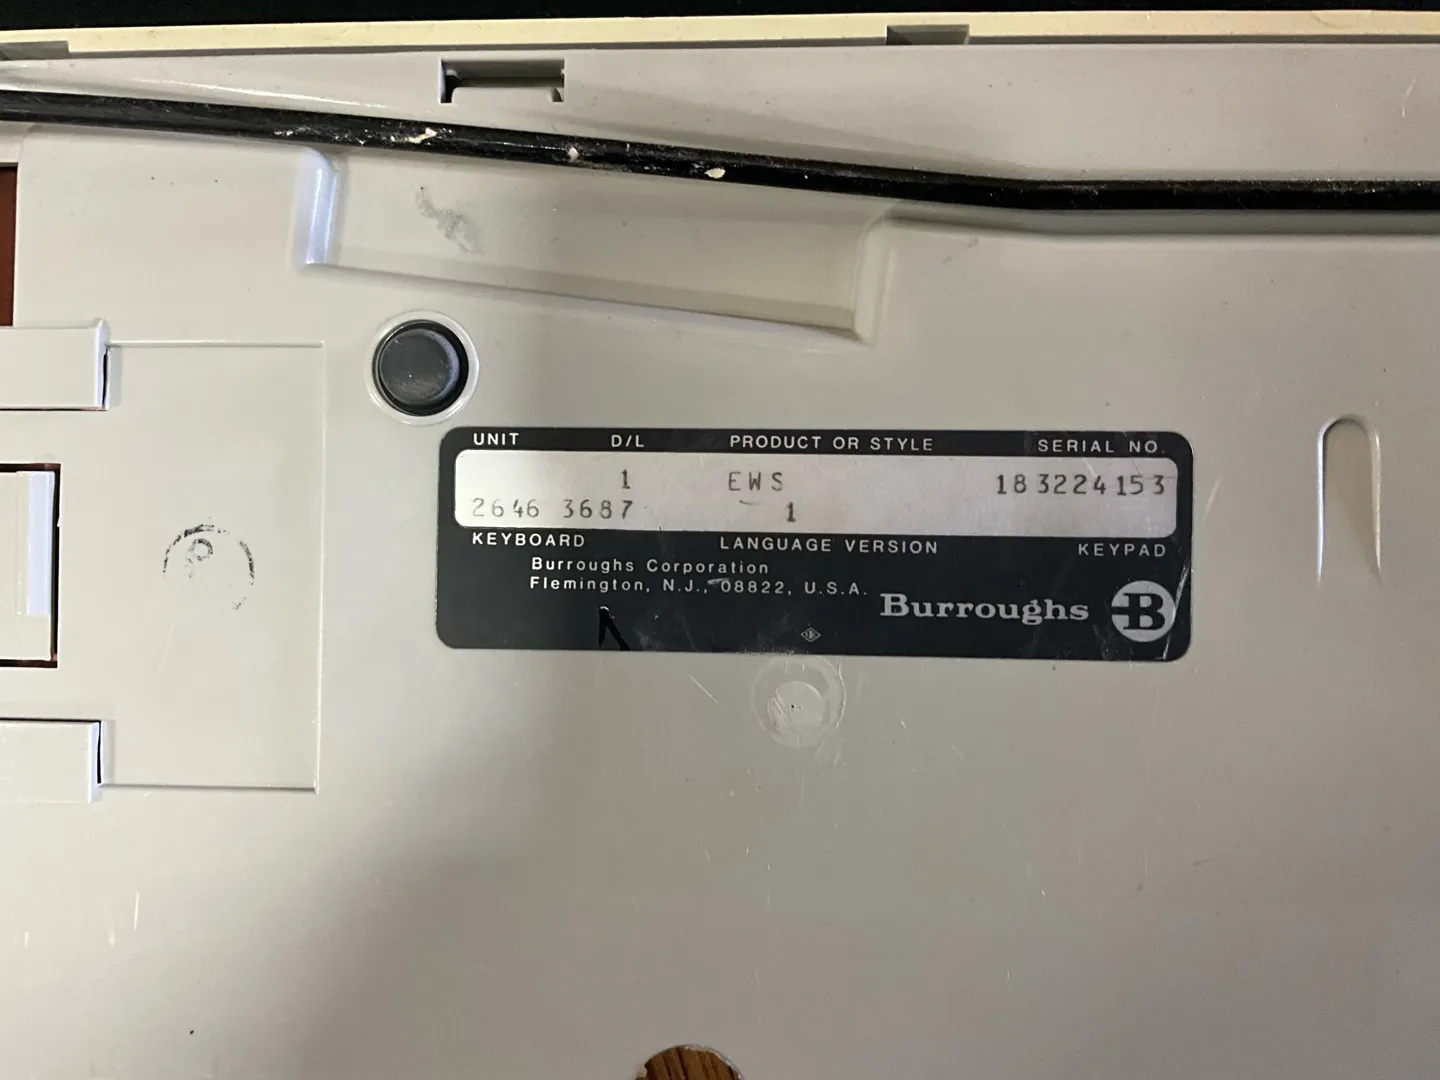 UNIT D/L PRODUCT OR STYLE SERIAL NO.
1 EWS 183224153
2646 3687 1
KEYBOARD LANGUAGE VERSION KEYPAD
Burroughs Corporation
Flemington, N.J., 08822, U.S.A.
Burroughs B